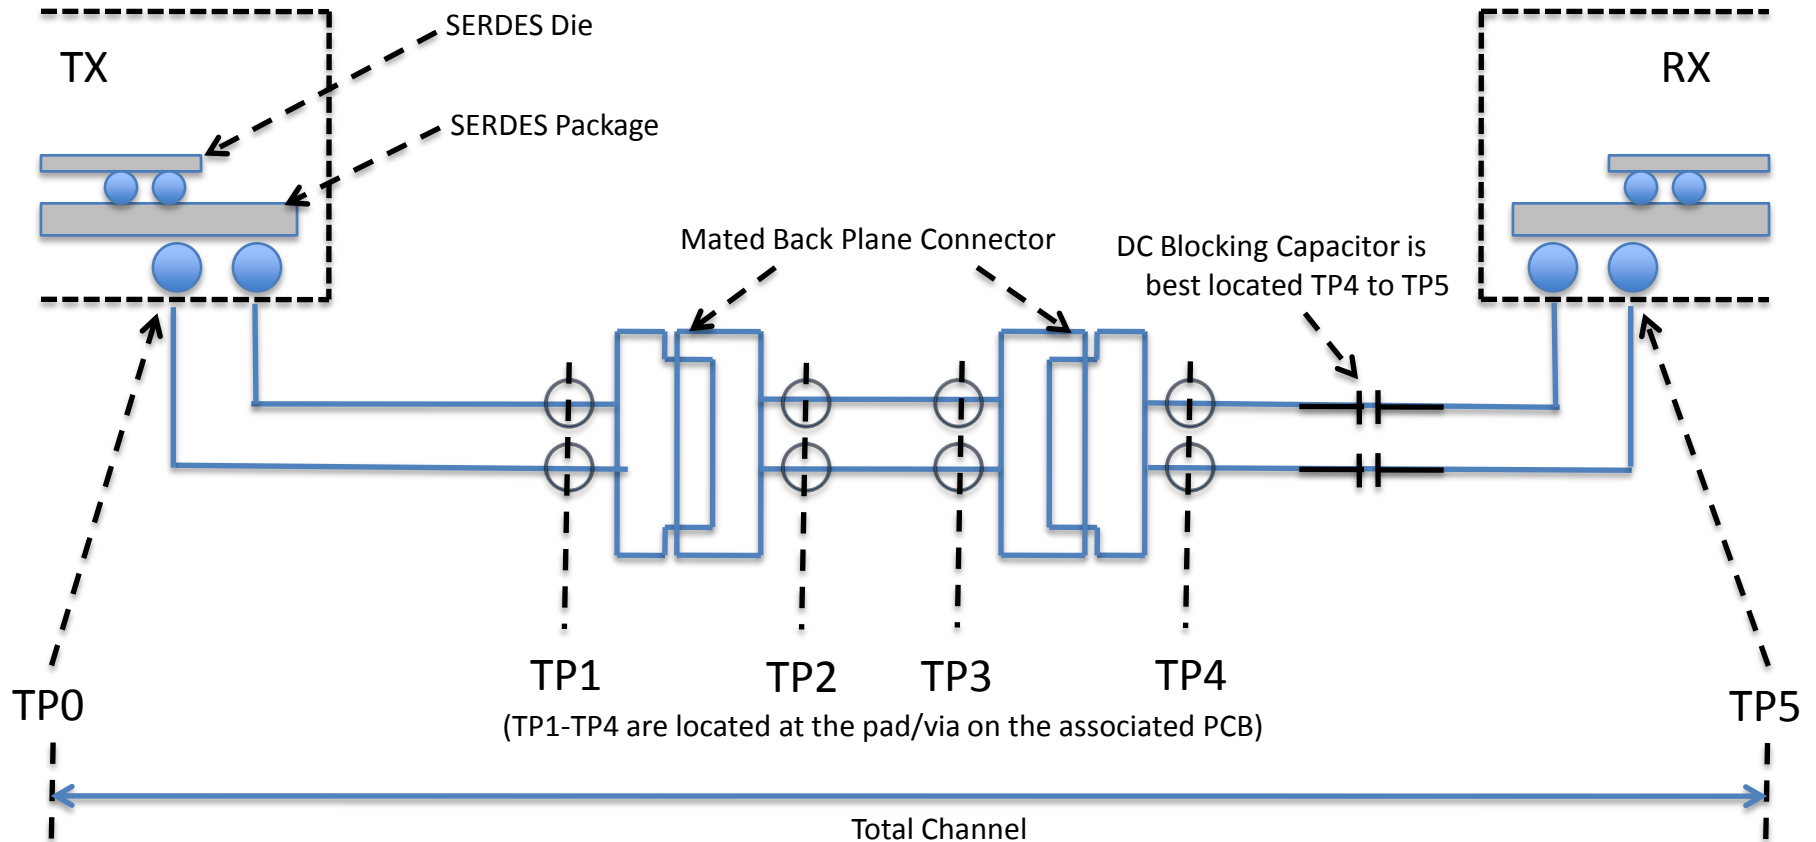 SERDES Die
TX
RX
SERDES Package
Mated Back Plane Connector
DC Blocking Capacitor is
best located TP4 to TP5
TP1
TP2
TP3
TP4
TP0
TP5
(TP1-TP4 are located at the pad/via on the associated PCB)
Total Channel